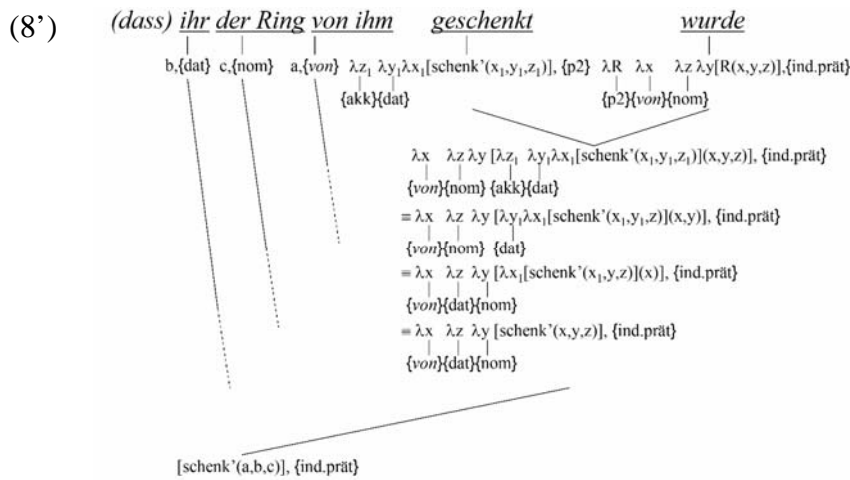 (8’) (dass) ihr der Ring von ihm geschenkt wurde
b,{dat} c,{nom} a,{von} λz₁ λy₁λx₁[schenk’(x₁,y₁,z₁)], {p2} λR λx λz λy[R(x,y,z)],{ind.prät}
{akk}{dat} {p2}{von}{nom}
λx λz λy [λz₁ λy₁λx₁[schenk’(x₁,y₁,z₁)](x,y,z)], {ind.prät}
{von}{nom} {akk}{dat}
≡ λx λz λy [λy₁λx₁[schenk’(x₁,y₁,z)](x,y)], {ind.prät}
{von}{nom} {dat}
≡ λx λz λy [λx₁[schenk’(x₁,y,z)](x)], {ind.prät}
{von}{dat}{nom}
≡ λx λz λy [schenk’(x,y,z)], {ind.prät}
{von}{dat}{nom}
[schenk’(a,b,c)], {ind.prät}